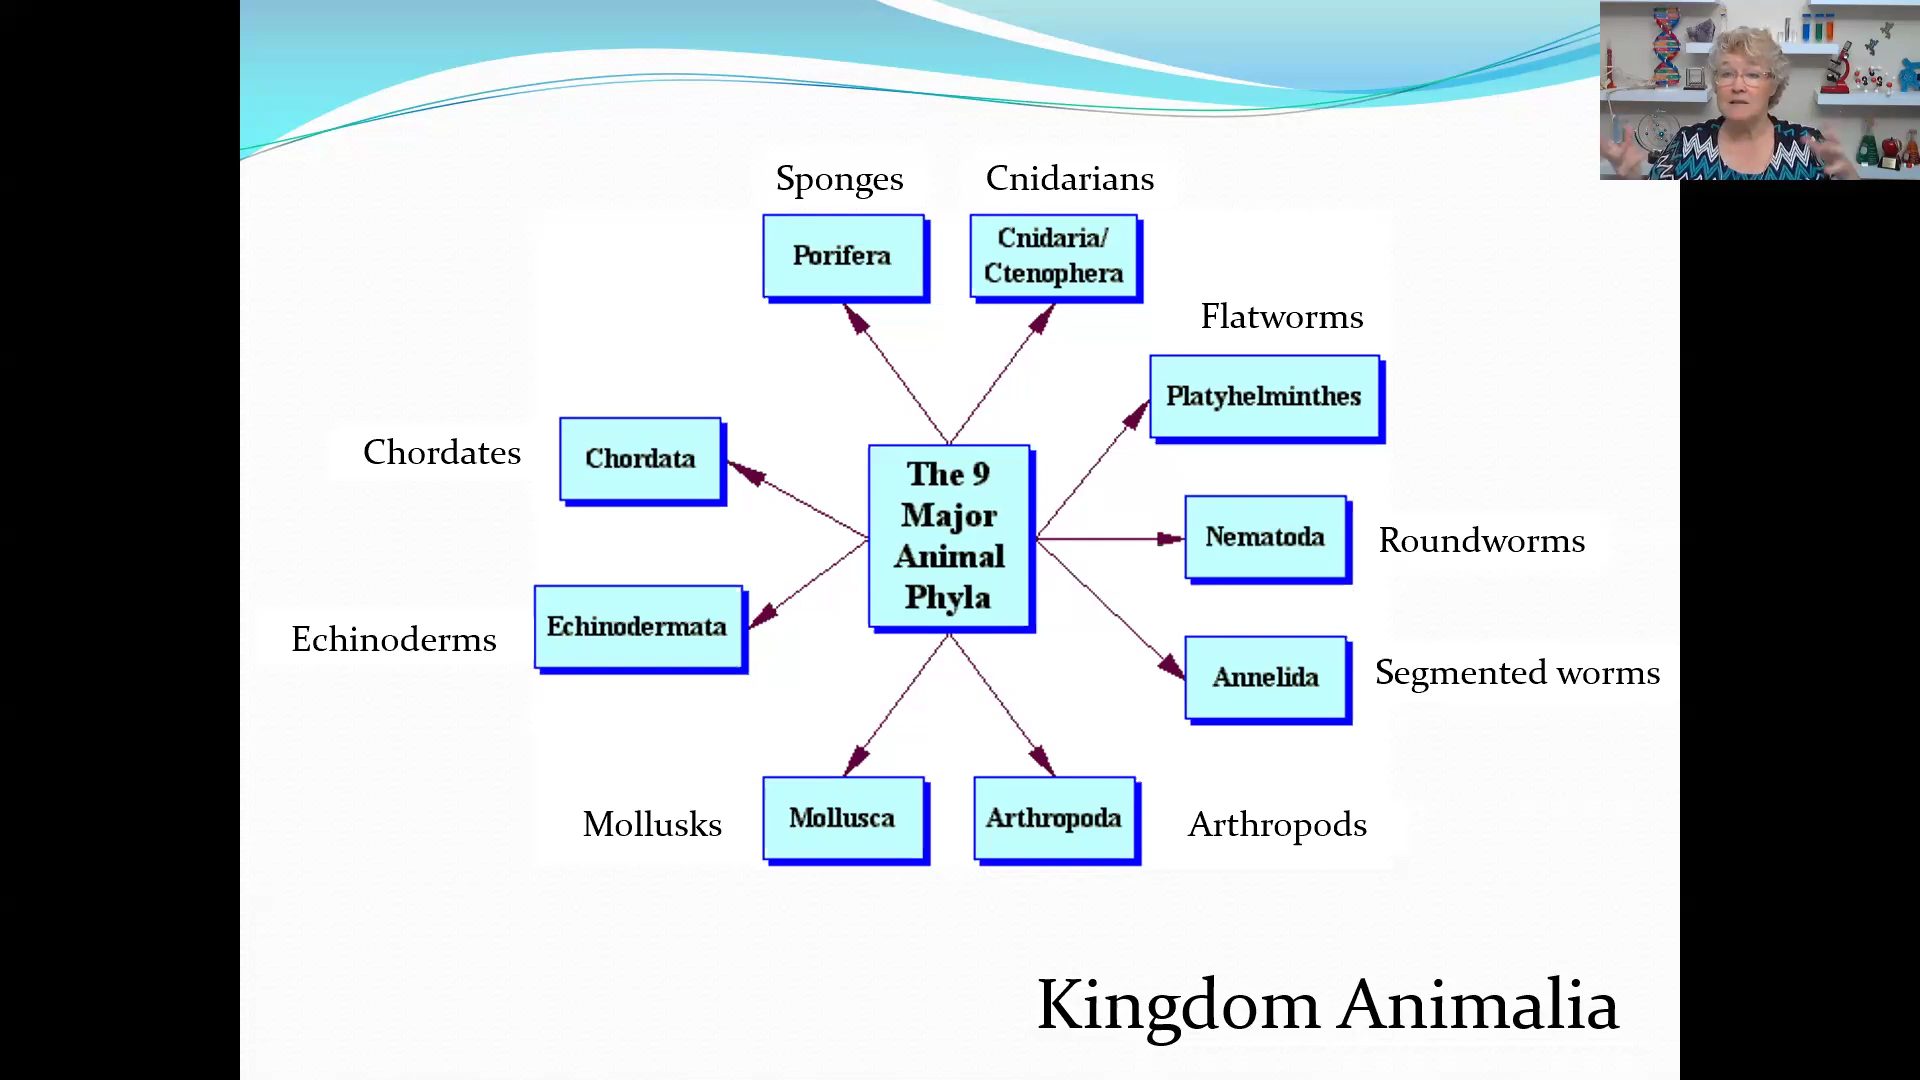 Sponges
Cnidarians
Porifera
Cnidaria/
Ctenophera
Flatworms
Platyhelminthes
Chordates
Chordata
The 9
Major
Animal
Phyla
Nematoda
Roundworms
Echinoderms
Echinodermata
Annelida
Segmented worms
Mollusks
Mollusca
Arthropoda
Arthropods
Kingdom Animalia